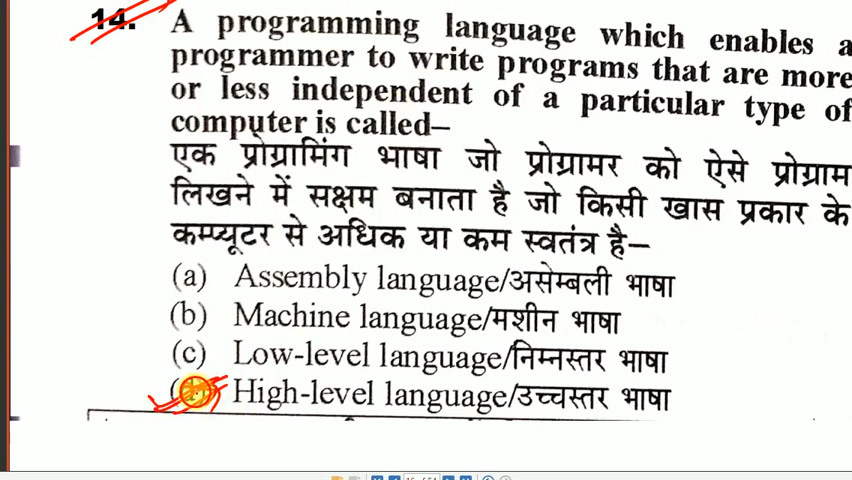 14. A programming language which enables a
programmer to write programs that are more
or less independent of a particular type of
computer is called–
एक प्रोग्रामिंग भाषा जो प्रोग्रामर को ऐसे प्रोग्राम
लिखने में सक्षम बनाता है जो किसी खास प्रकार के
कम्प्यूटर से अधिक या कम स्वतंत्र है–
(a) Assembly language/असेम्बली भाषा
(b) Machine language/मशीन भाषा
(c) Low-level language/निम्नस्तर भाषा
High-level language/उच्चस्तर भाषा